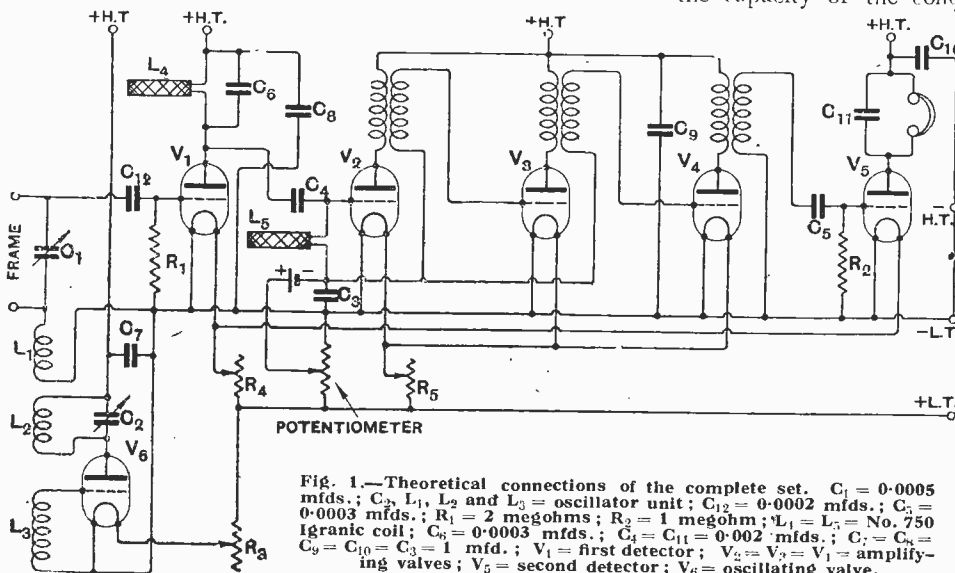 the capacity of the cond
+H.T
+H.T.
+H.T.
+H.T.
C10
L4
C6
C8
C9
C11
V1
V2
V3
V4
V5
C12
C4
L5
C5
FRAME
C1
R1
+ -
C3
R2
-
H.T.
-L.T.
L1
C7
R4
R5
POTENTIOMETER
+L.T.
L2
C2
V6
L3
R3
Fig. 1.—Theoretical connections of the complete set. C1 = 0·0005
mfds.; C2, L1, L2 and L3 = oscillator unit; C12 = 0·0002 mfds.; C5 =
0·0003 mfds.; R1 = 2 megohms; R2 = 1 megohm; L4 = L5 = No. 750
Igranic coil; C6 = 0·0003 mfds.; C4 = C11 = 0·002 mfds.; C7 = C8 =
C9 = C10 = C3 = 1 mfd.; V1 = first detector; V2 = V3 = V4 = amplify-
ing valves; V5 = second detector; V6 = oscillating valve.